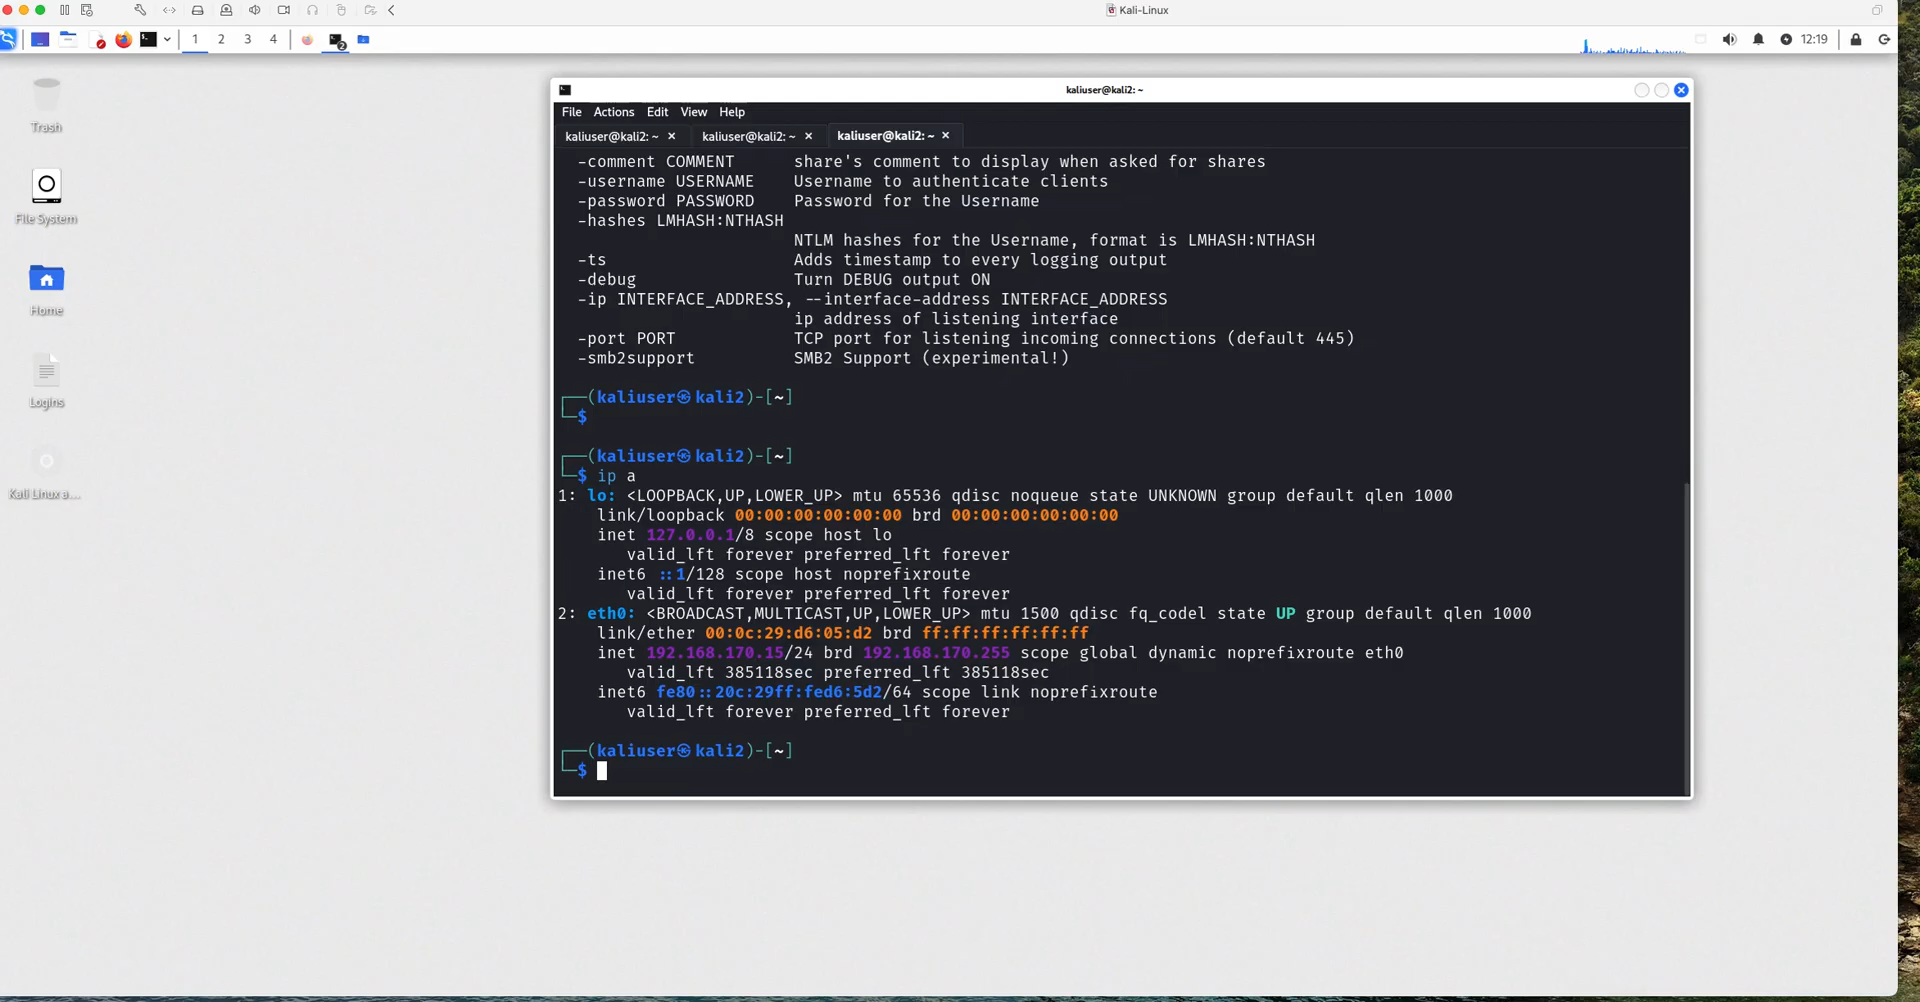 Kali-Linux
1 2 3 4 2 12:19
Trash
File System
Home
Logins
Kali Linux a...
kaliuser@kali2: ~
File Actions Edit View Help
kaliuser@kali2: ~ × kaliuser@kali2: ~ × kaliuser@kali2: ~ ×
-comment COMMENT share's comment to display when asked for shares
-username USERNAME Username to authenticate clients
-password PASSWORD Password for the Username
-hashes LMHASH:NTHASH
NTLM hashes for the Username, format is LMHASH:NTHASH
-ts Adds timestamp to every logging output
-debug Turn DEBUG output ON
-ip INTERFACE_ADDRESS, --interface-address INTERFACE_ADDRESS
ip address of listening interface
-port PORT TCP port for listening incoming connections (default 445)
-smb2support SMB2 Support (experimental!)
┌──(kaliuser㉿kali2)-[~]
└─$
┌──(kaliuser㉿kali2)-[~]
└─$ ip a
1: lo: <LOOPBACK,UP,LOWER_UP> mtu 65536 qdisc noqueue state UNKNOWN group default qlen 1000
link/loopback 00:00:00:00:00:00 brd 00:00:00:00:00:00
inet 127.0.0.1/8 scope host lo
valid_lft forever preferred_lft forever
inet6 ::1/128 scope host noprefixroute
valid_lft forever preferred_lft forever
2: eth0: <BROADCAST,MULTICAST,UP,LOWER_UP> mtu 1500 qdisc fq_codel state UP group default qlen 1000
link/ether 00:0c:29:d6:05:d2 brd ff:ff:ff:ff:ff:ff
inet 192.168.170.15/24 brd 192.168.170.255 scope global dynamic noprefixroute eth0
valid_lft 385118sec preferred_lft 385118sec
inet6 fe80::20c:29ff:fed6:5d2/64 scope link noprefixroute
valid_lft forever preferred_lft forever
┌──(kaliuser㉿kali2)-[~]
└─$